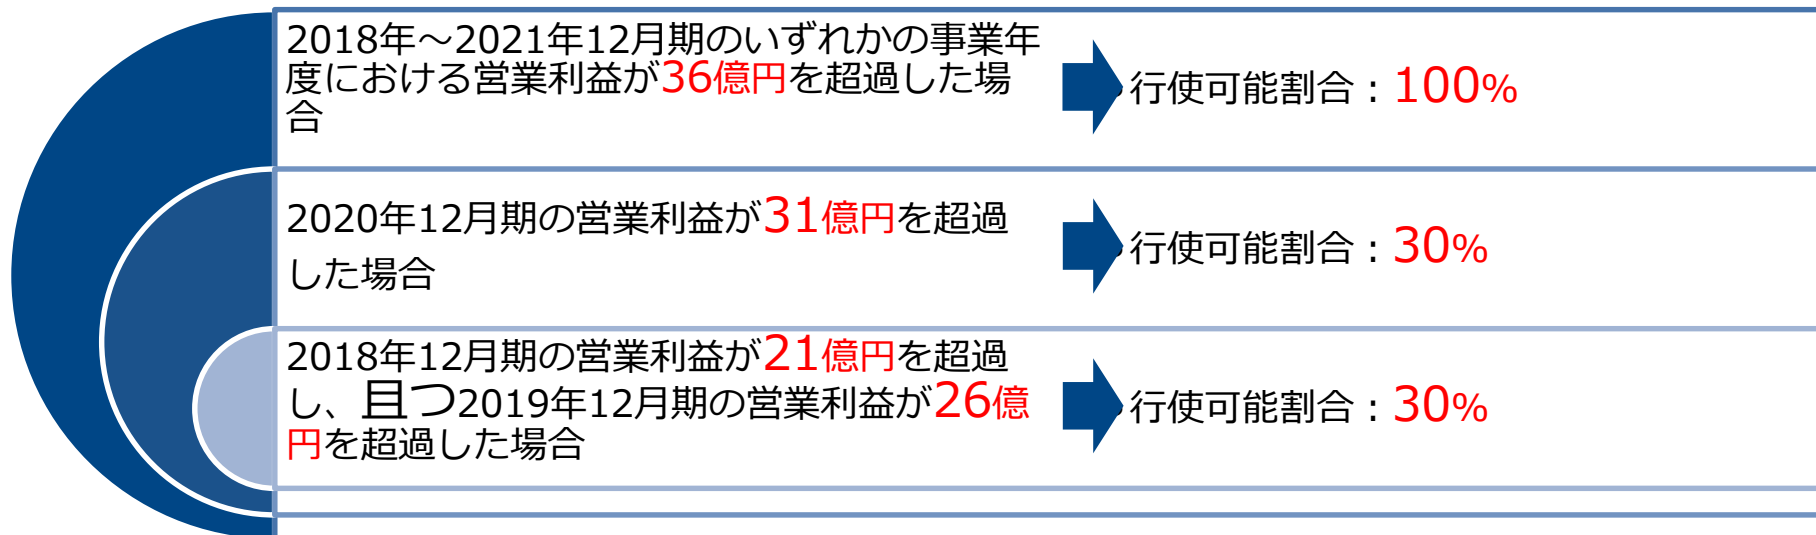 2018年～2021年12月期のいずれかの事業年
度における営業利益が36億円を超過した場
合
行使可能割合：100%
2020年12月期の営業利益が31億円を超過
した場合
行使可能割合：30%
2018年12月期の営業利益が21億円を超過
し、且つ2019年12月期の営業利益が26億
円を超過した場合
行使可能割合：30%